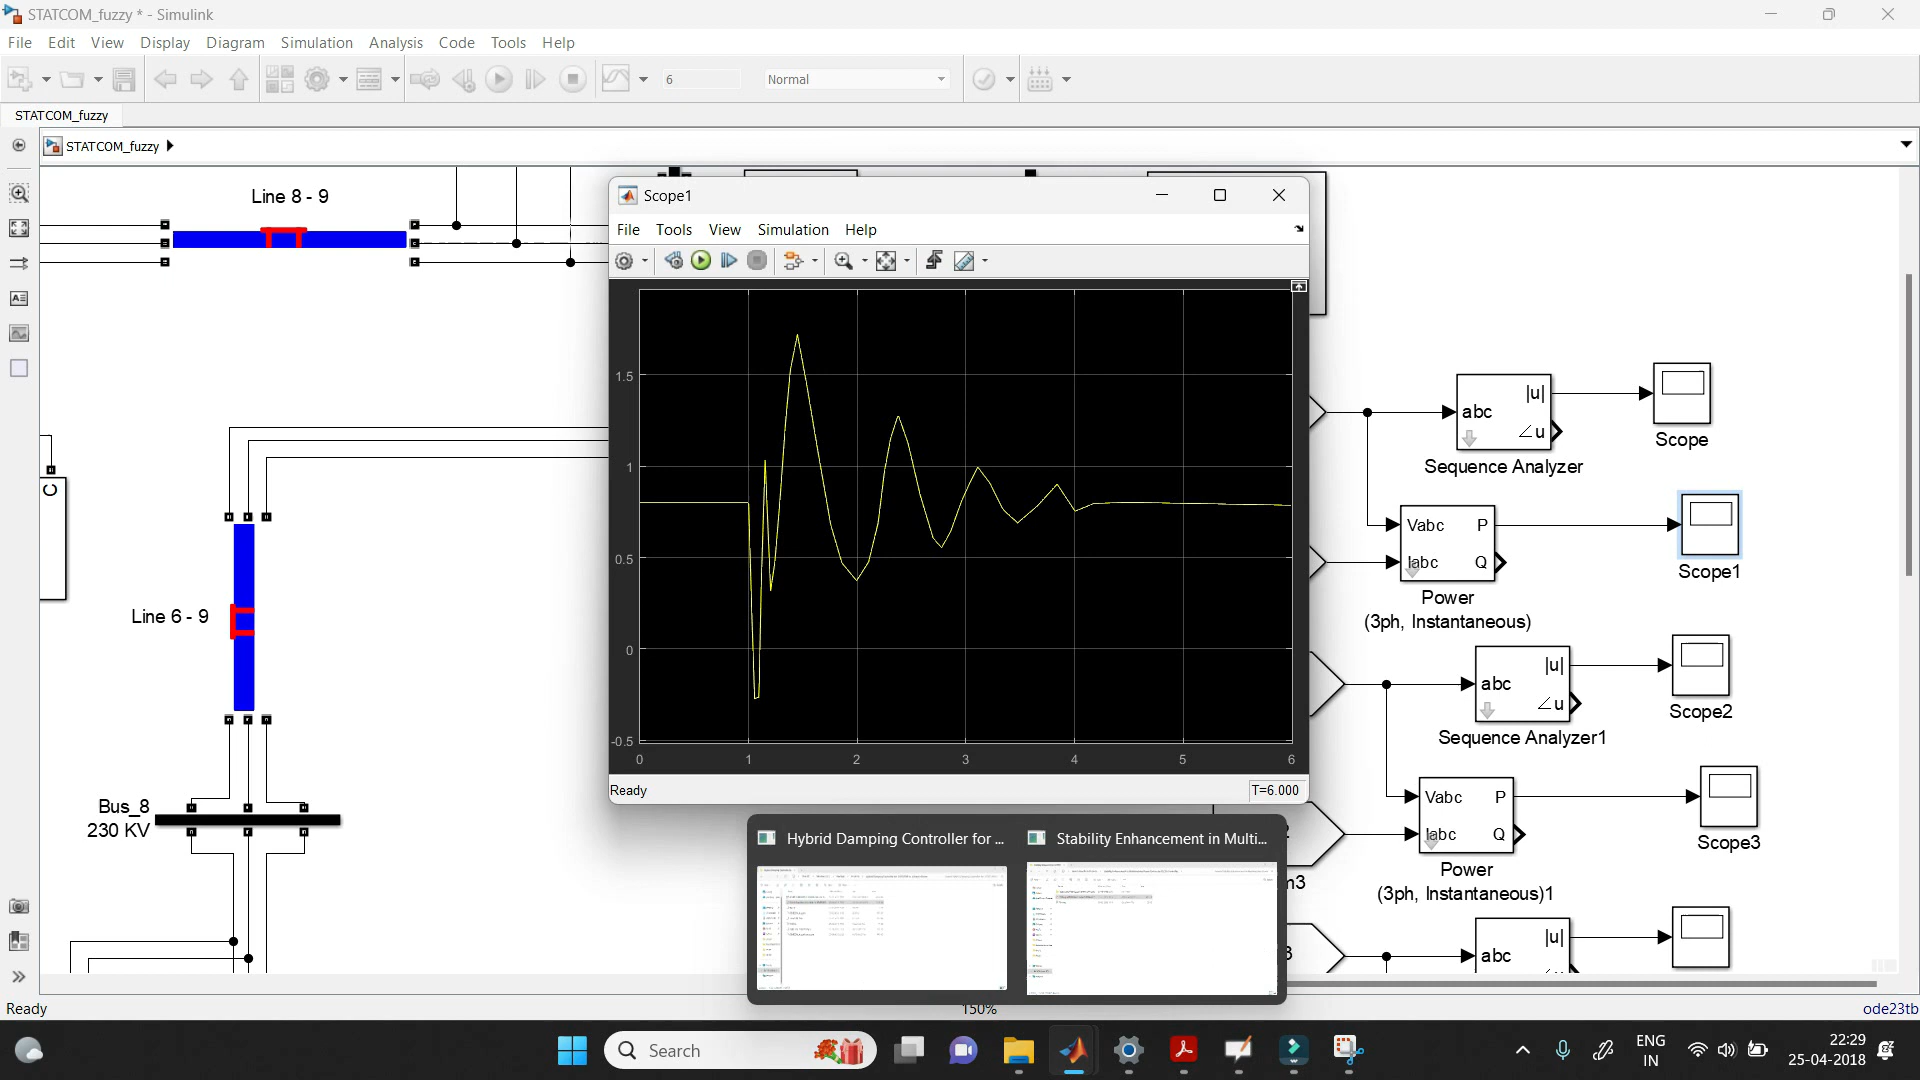 STATCOM_fuzzy * - Simulink
File Edit View Display Diagram Simulation Analysis Code Tools Help
6 Normal
STATCOM_fuzzy
STATCOM_fuzzy
Line 8 - 9
Scope1
File Tools View Simulation Help
1.5
1
0.5
0
-0.5
0 1 2 3 4 5 6
Ready T=6.000
C
Line 6 - 9
Bus_8
230 KV
abc |u|
∠u
Sequence Analyzer
Scope
Vabc P
Iabc Q
Power
(3ph, Instantaneous)
Scope1
abc |u|
∠u
Sequence Analyzer1
Scope2
Vabc P
Iabc Q
Power
(3ph, Instantaneous)1
Scope3
abc |u|
2
m3
3
Hybrid Damping Controller for ... Stability Enhancement in Multi...
Ready 150% ode23tb
Search
ENG
IN
22:29
25-04-2018